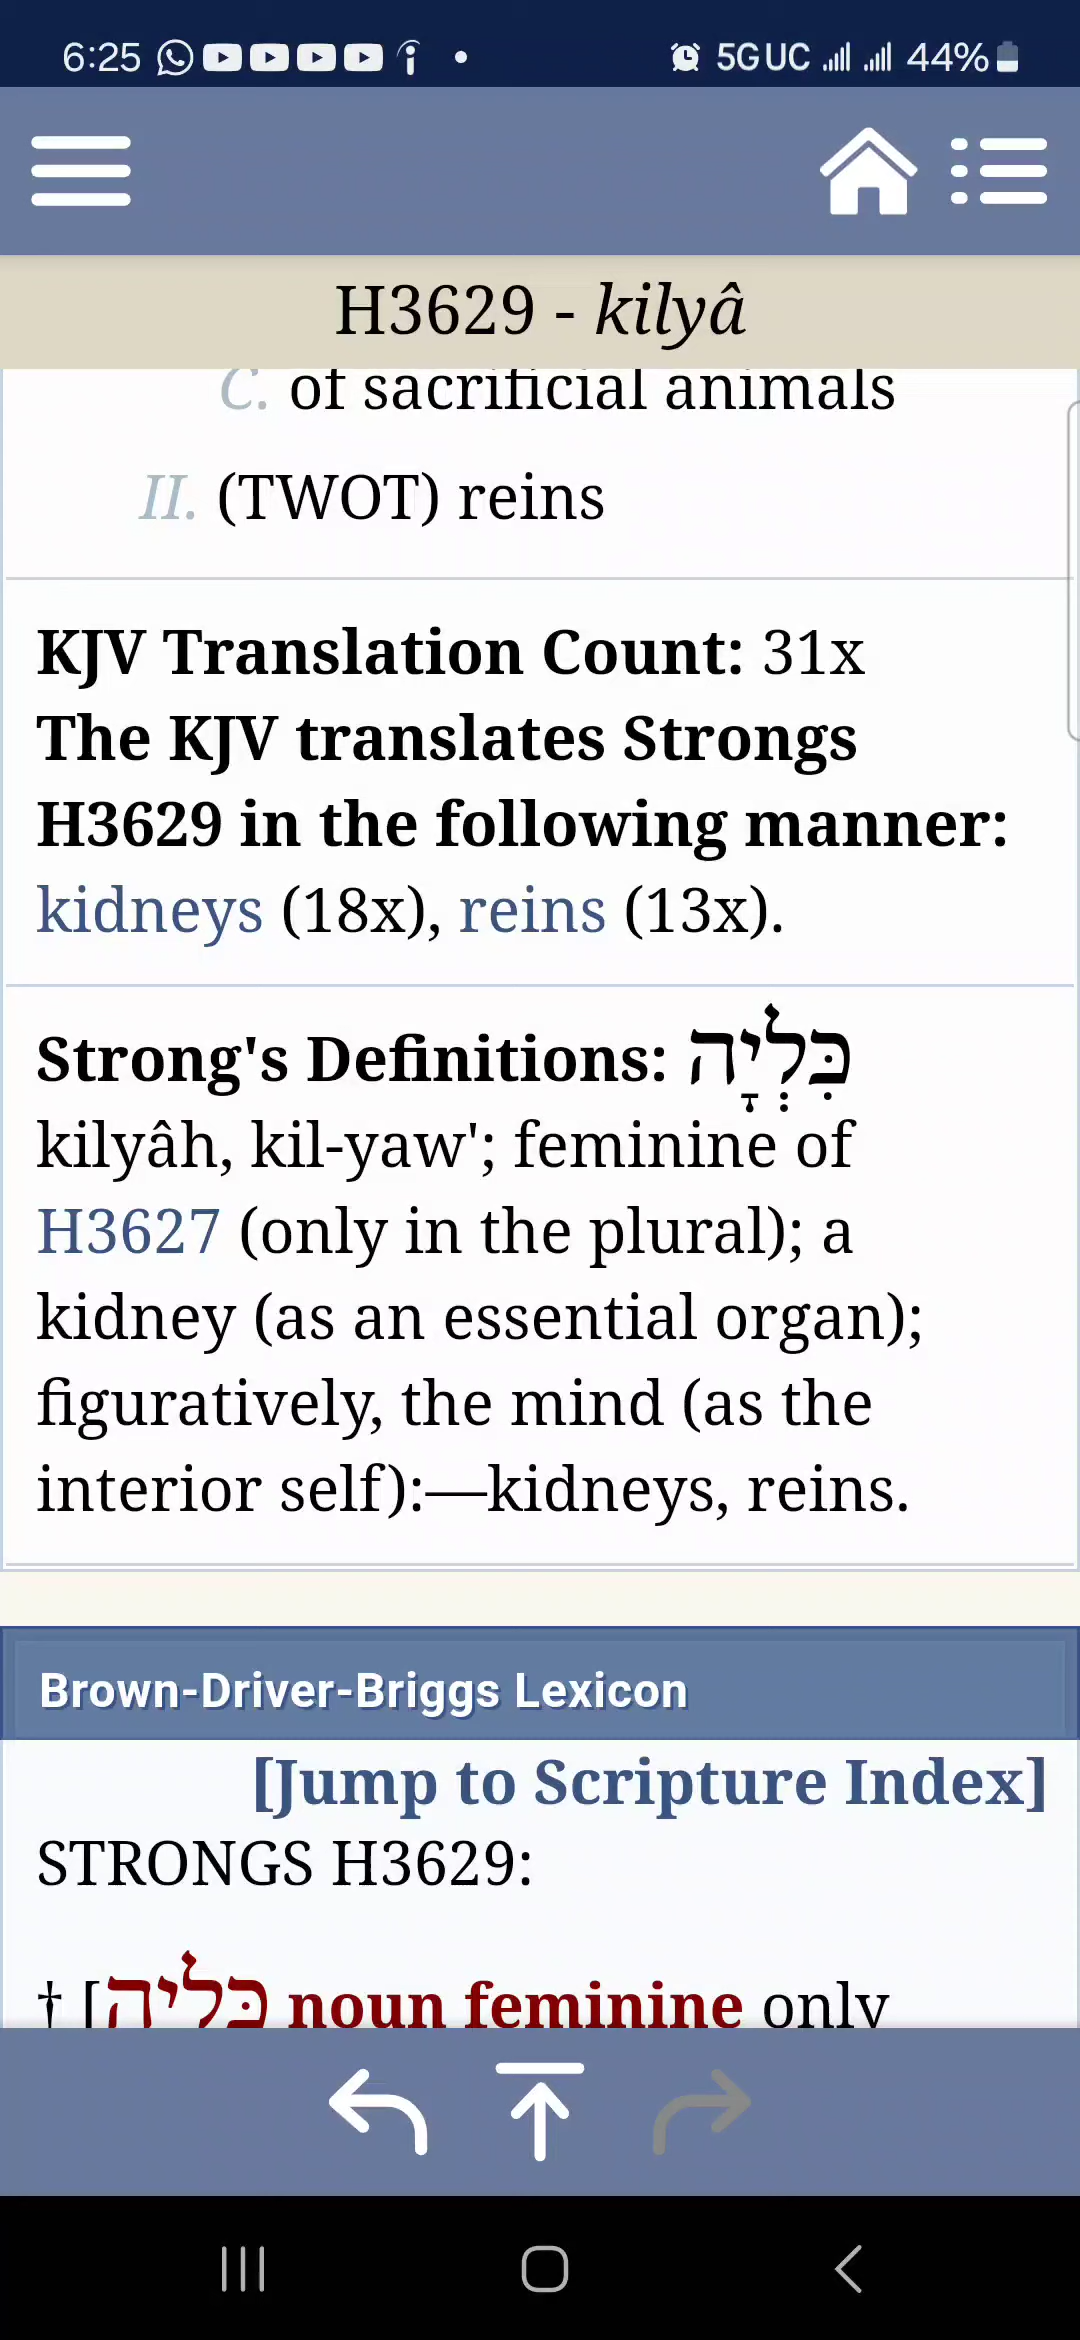 6:25 5G UC 44%
H3629 - kilyâ
C. of sacrificial animals
II. (TWOT) reins
KJV Translation Count: 31x
The KJV translates Strongs
H3629 in the following manner:
kidneys (18x), reins (13x).
Strong's Definitions: כִּלְיָה
kilyâh, kil-yaw'; feminine of
H3627 (only in the plural); a
kidney (as an essential organ);
figuratively, the mind (as the
interior self):—kidneys, reins.
Brown-Driver-Briggs Lexicon
[Jump to Scripture Index]
STRONGS H3629:
† [כּליה noun feminine only